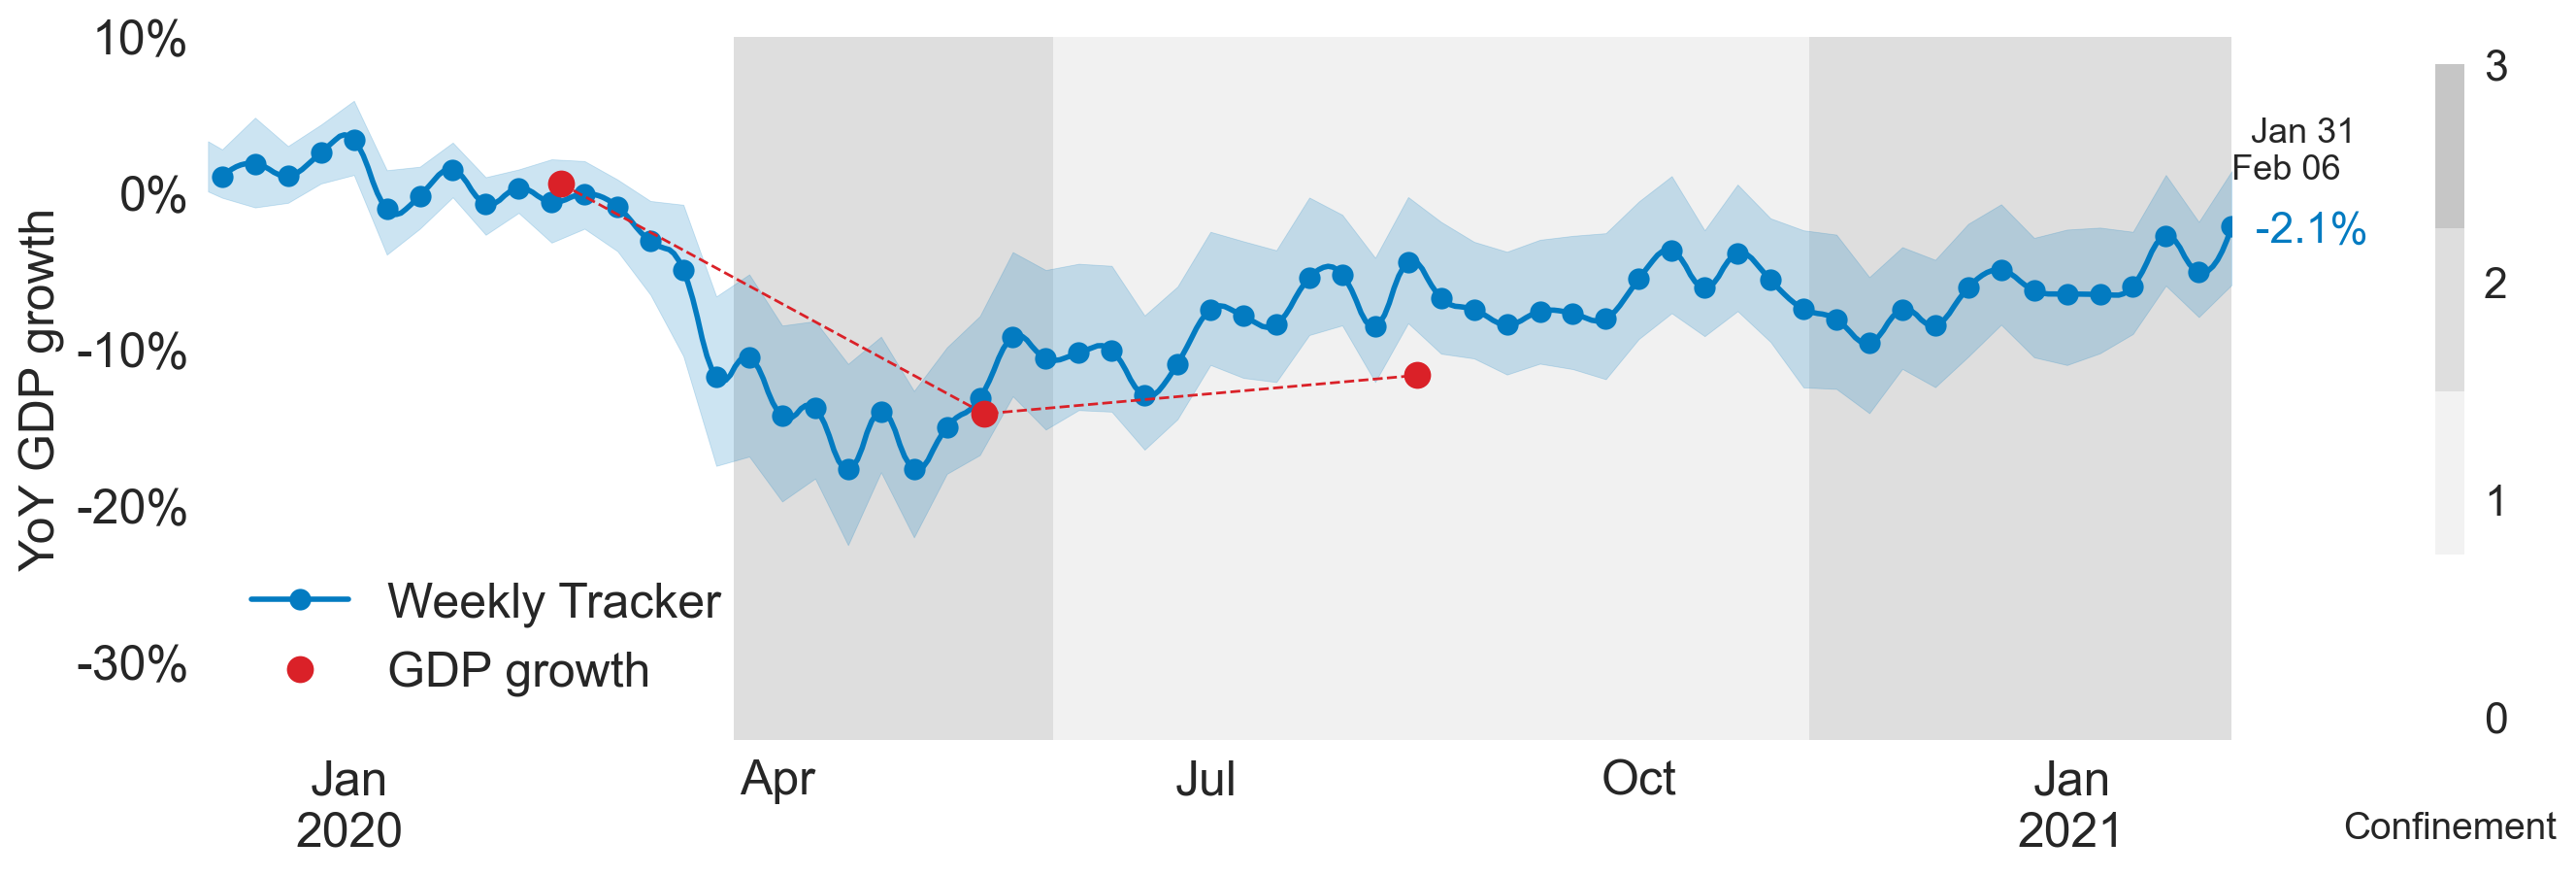 YoY GDP growth
10%
0%
-10%
-20%
-30%
Weekly Tracker
GDP growth
Jan
2020
Apr
Jul
Oct
Jan
2021
Jan 31
Feb 06
-2.1%
3
2
1
0
Confinement